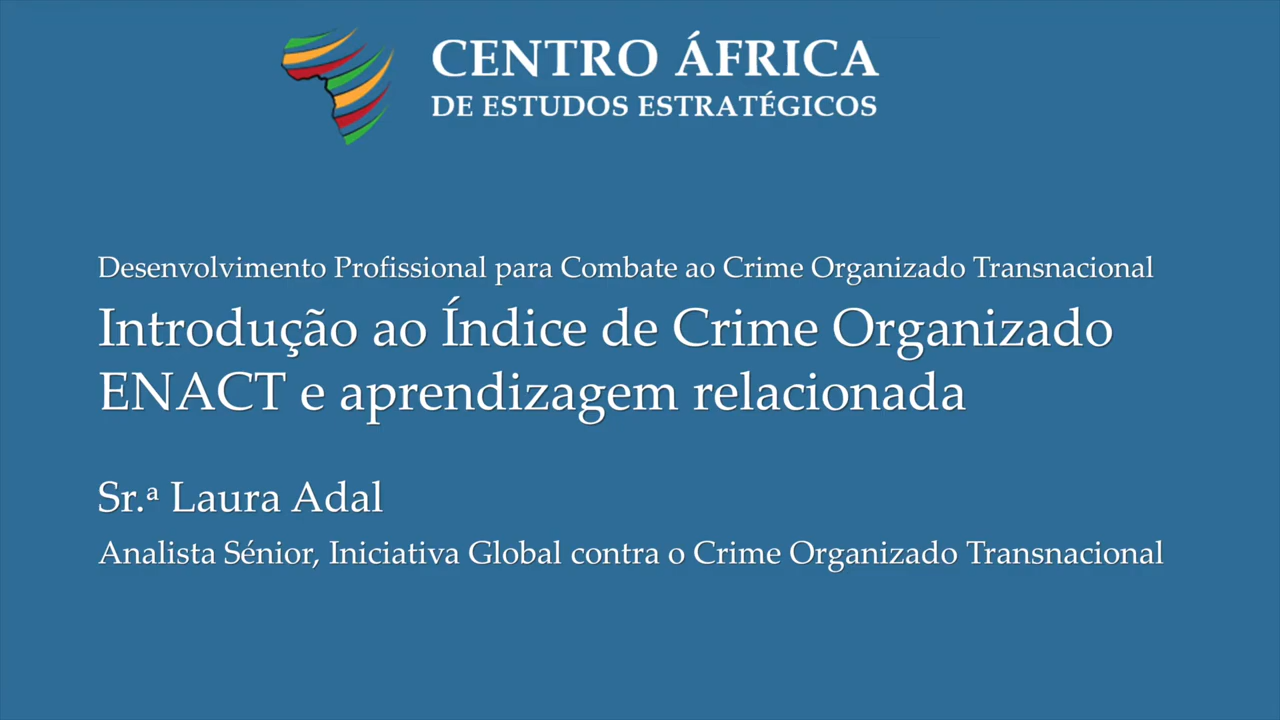 CENTRO ÁFRICA
DE ESTUDOS ESTRATÉGICOS
Desenvolvimento Profissional para Combate ao Crime Organizado Transnacional
Introdução ao Índice de Crime Organizado
ENACT e aprendizagem relacionada
Sr.ª Laura Adal
Analista Sénior, Iniciativa Global contra o Crime Organizado Transnacional